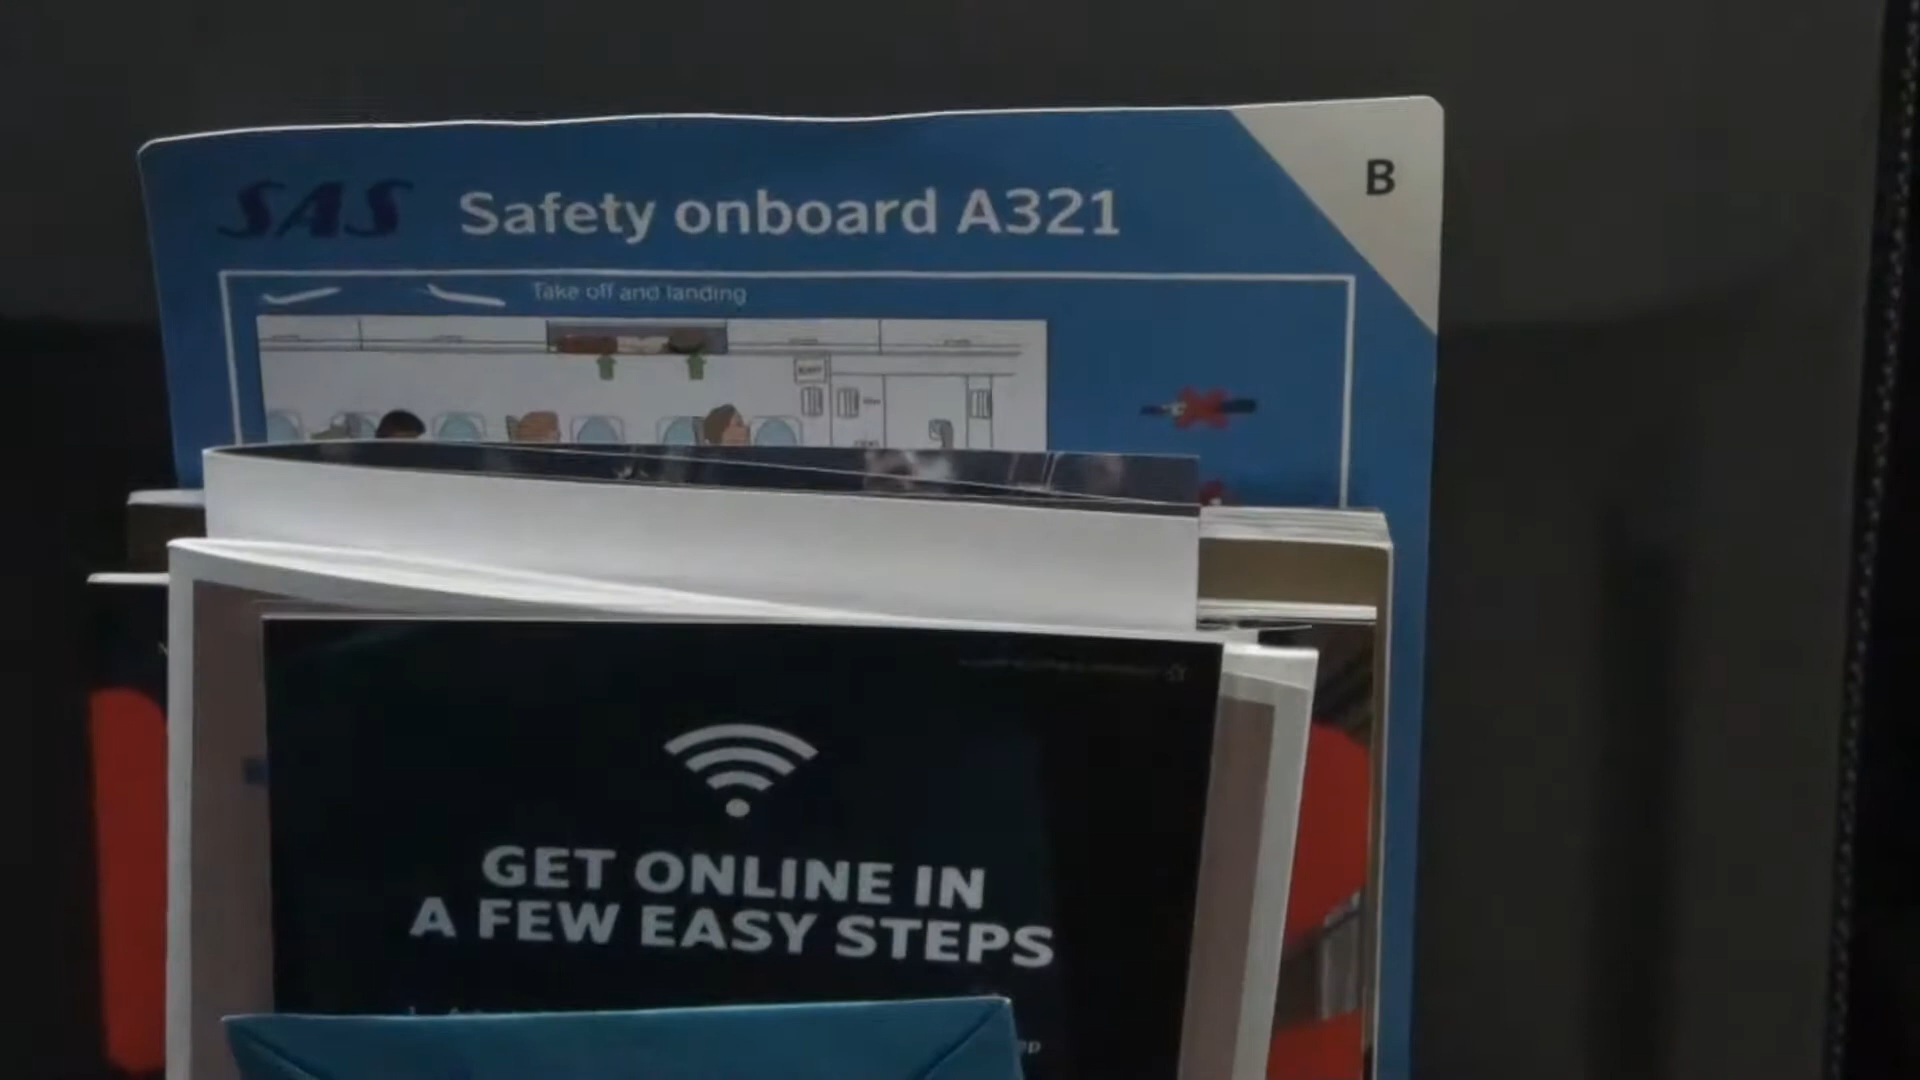 B
SAS Safety onboard A321
Take off and landing
GET ONLINE IN
A FEW EASY STEPS